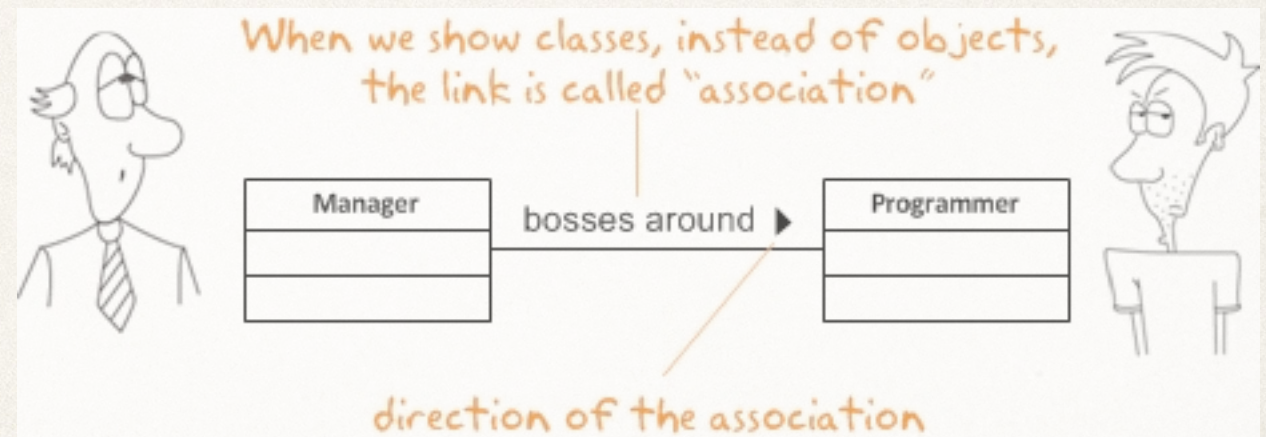 When we show classes, instead of objects,
the link is called "association"
Manager
bosses around ▶
Programmer
direction of the association